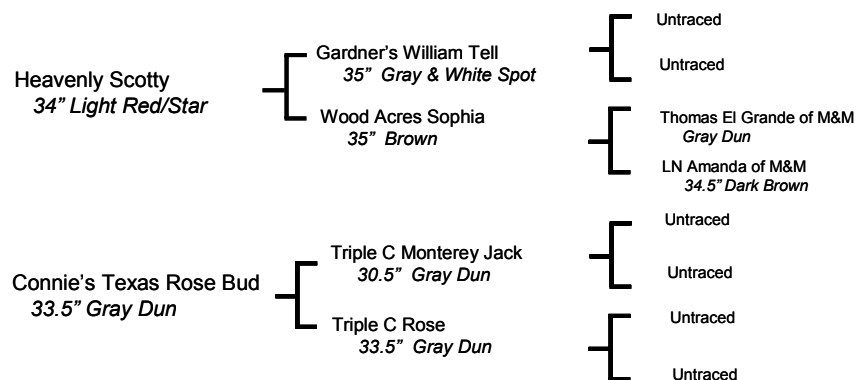 Heavenly Scotty
34” Light Red/Star
Gardner’s William Tell
35”  Gray & White Spot
Wood Acres Sophia
35”  Brown
Untraced
Untraced
Thomas El Grande of M&M
Gray Dun
LN Amanda of M&M
34.5” Dark Brown
Connie’s Texas Rose Bud
33.5” Gray Dun
Triple C Monterey Jack
30.5”  Gray Dun
Triple C Rose
33.5”  Gray Dun
Untraced
Untraced
Untraced
Untraced